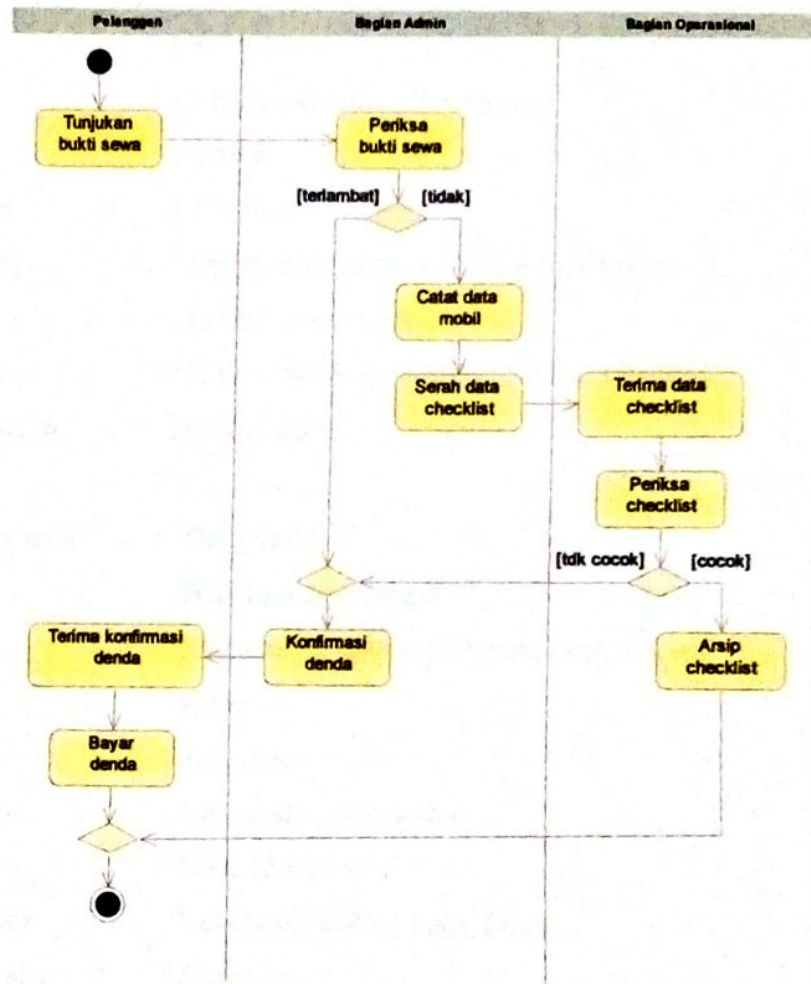 Pelanggan
Bagian Admin
Bagian Operasional
Tunjukan
bukti sewa
Periksa
bukti sewa
[terlambat]
[tidak]
Catat data
mobil
Serah data
checklist
Terima data
checklist
Periksa
checklist
[tdk cocok]
[cocok]
Terima konfirmasi
denda
Konfirmasi
denda
Arsip
checklist
Bayar
denda